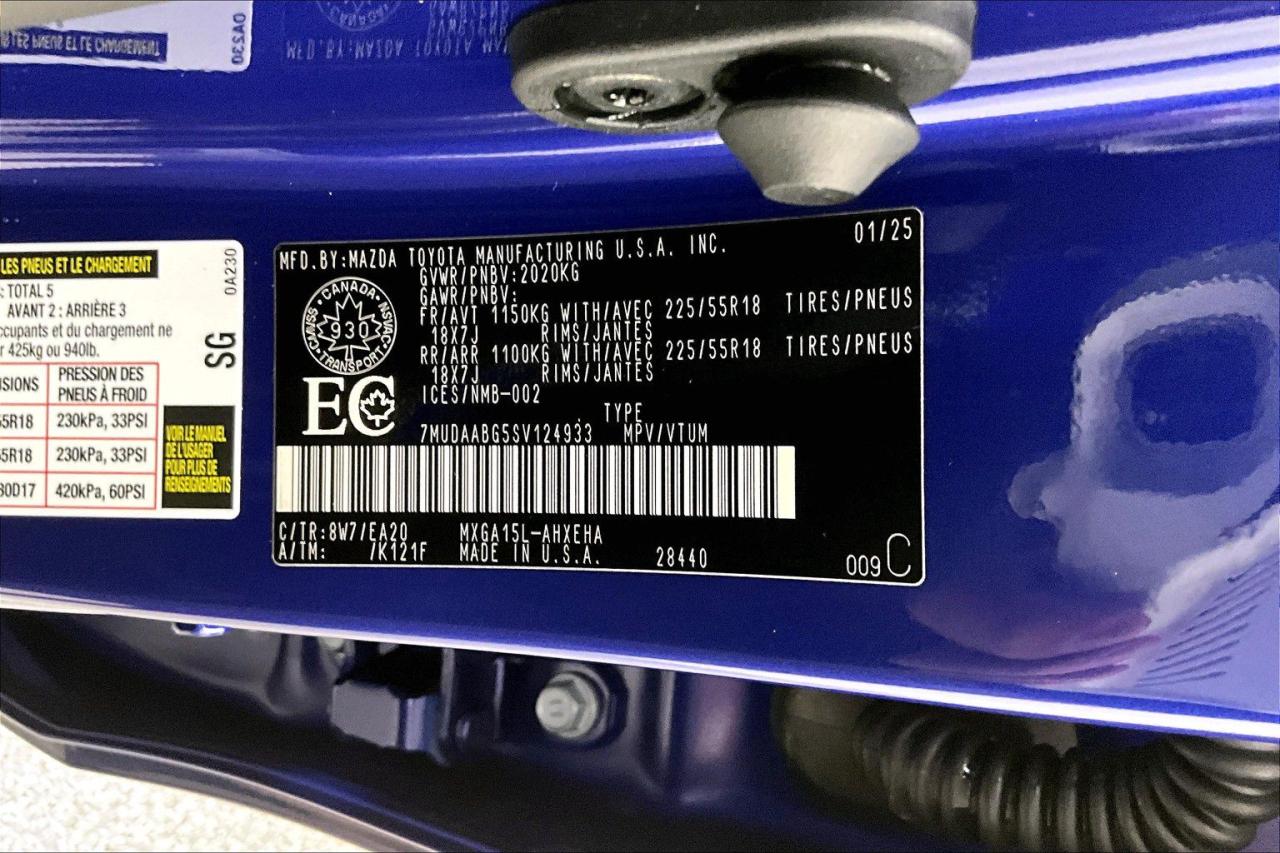 LES PNEUS ET LE CHARGEMENT
0A230
: TOTAL 5
AVANT 2 : ARRIÈRE 3
ccupants et du chargement ne
r 425kg ou 940lb.
SG
PRESSION DES
PNEUS À FROID
5R18 230kPa, 33PSI
5R18 230kPa, 33PSI
80D17 420kPa, 60PSI
VOIR LE MANUEL
DE L'USAGER
POUR PLUS DE
RENSEIGNEMENTS
01/25
MFD.BY:MAZDA TOYOTA MANUFACTURING U.S.A. INC.
GVWR/PNBV:2020KG
GAWR/PNBV:
FR/AVT 1150KG WITH/AVEC 225/55R18 TIRES/PNEUS
18X7J RIMS/JANTES
RR/ARR 1100KG WITH/AVEC 225/55R18 TIRES/PNEUS
18X7J RIMS/JANTES
ICES/NMB-002
CANADA
930
TRANSPORT
CMVSS
NSVAC
EC
TYPE
7MUDAABG5SV124933 MPV/VTUM
C/TR:8W7/EA20 MXGA15L-AHXEHA
A/TM: /K121F MADE IN U.S.A. 28440
009 C